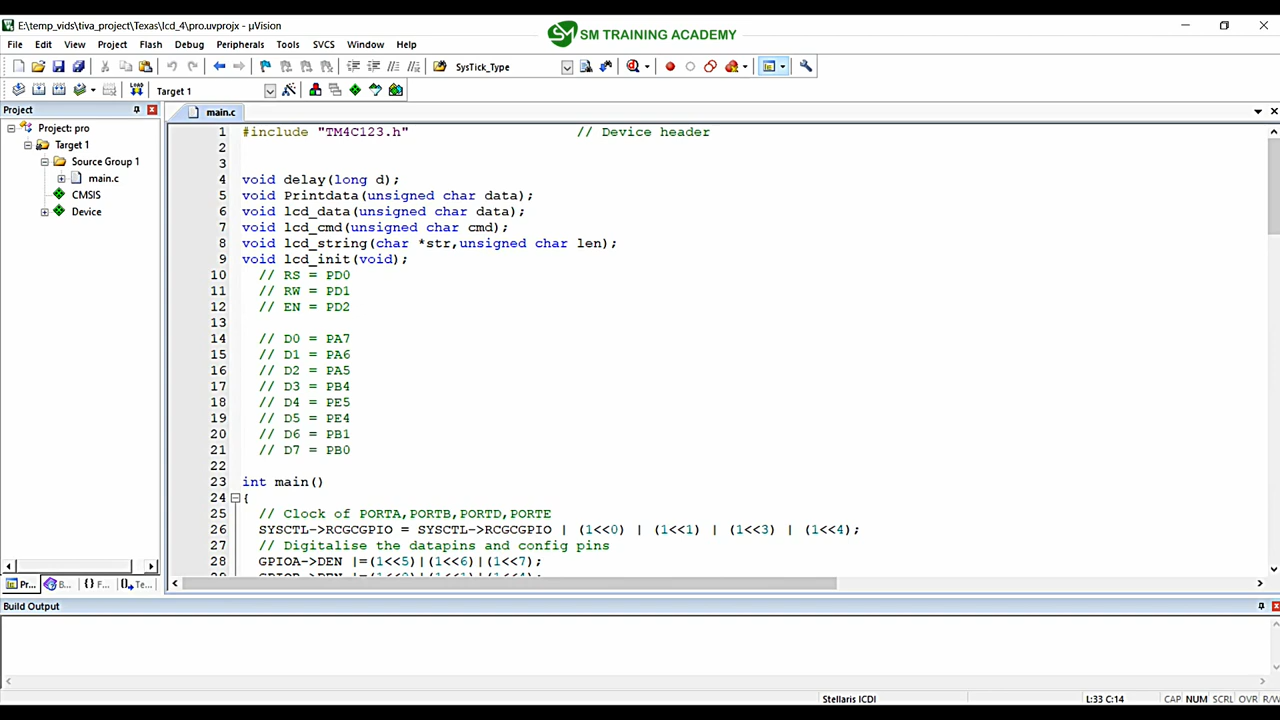 E:\temp_vids\tiva_project\Texas\lcd_4\pro.uvprojx - µVision
SM TRAINING ACADEMY
File Edit View Project Flash Debug Peripherals Tools SVCS Window Help
SysTick_Type
LOAD Target 1
Project
main.c
Project: pro
Target 1
Source Group 1
main.c
CMSIS
Device
1 #include "TM4C123.h" // Device header
2
3
4 void delay(long d);
5 void Printdata(unsigned char data);
6 void lcd_data(unsigned char data);
7 void lcd_cmd(unsigned char cmd);
8 void lcd_string(char *str,unsigned char len);
9 void lcd_init(void);
10 // RS = PD0
11 // RW = PD1
12 // EN = PD2
13
14 // D0 = PA7
15 // D1 = PA6
16 // D2 = PA5
17 // D3 = PB4
18 // D4 = PE5
19 // D5 = PE4
20 // D6 = PB1
21 // D7 = PB0
22
23 int main()
24 {
25 // Clock of PORTA,PORTB,PORTD,PORTE
26 SYSCTL->RCGCGPIO = SYSCTL->RCGCGPIO | (1<<0) | (1<<1) | (1<<3) | (1<<4);
27 // Digitalise the datapins and config pins
28 GPIOA->DEN |=(1<<5)|(1<<6)|(1<<7);
Pr... B... {} F... Te...
Build Output
Stellaris ICDI L:33 C:14 CAP NUM SCRL OVR R/W